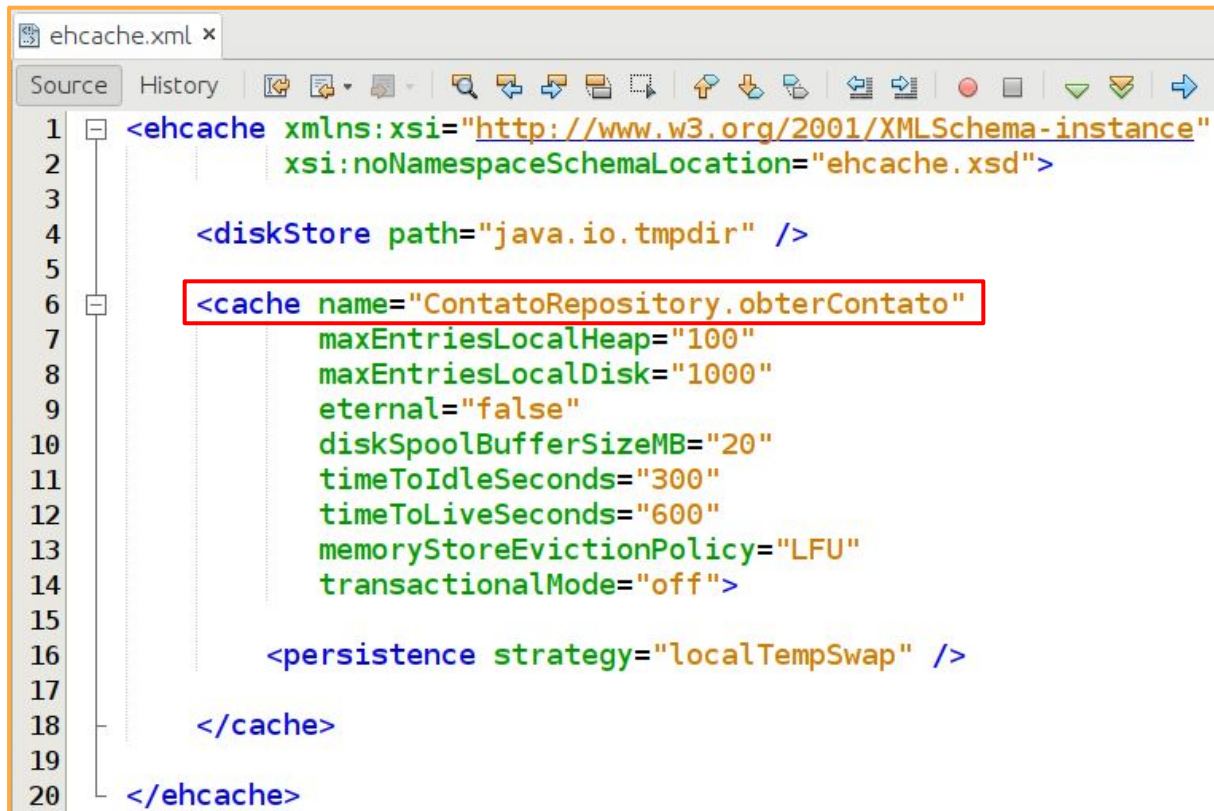 ehcache.xml ×
Source History
1 <ehcache xmlns:xsi="http://www.w3.org/2001/XMLSchema-instance"
2 xsi:noNamespaceSchemaLocation="ehcache.xsd">
3
4 <diskStore path="java.io.tmpdir" />
5
6 <cache name="ContatoRepository.obterContato"
7 maxEntriesLocalHeap="100"
8 maxEntriesLocalDisk="1000"
9 eternal="false"
10 diskSpoolBufferSizeMB="20"
11 timeToIdleSeconds="300"
12 timeToLiveSeconds="600"
13 memoryStoreEvictionPolicy="LFU"
14 transactionalMode="off">
15
16 <persistence strategy="localTempSwap" />
17
18 </cache>
19
20 </ehcache>